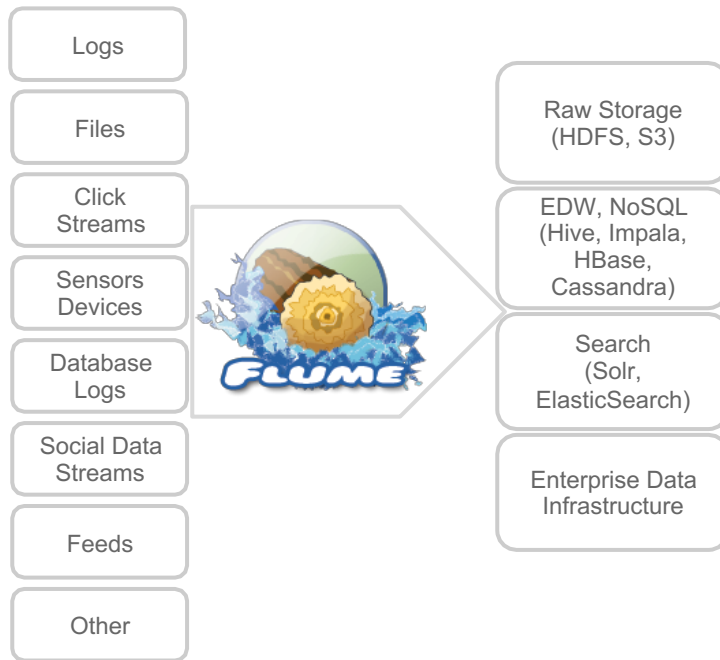 Logs
Files
Click
Streams
Sensors
Devices
Database
Logs
Social Data
Streams
Feeds
Other
FLUME
Raw Storage
(HDFS, S3)
EDW, NoSQL
(Hive, Impala,
HBase,
Cassandra)
Search
(Solr,
ElasticSearch)
Enterprise Data
Infrastructure